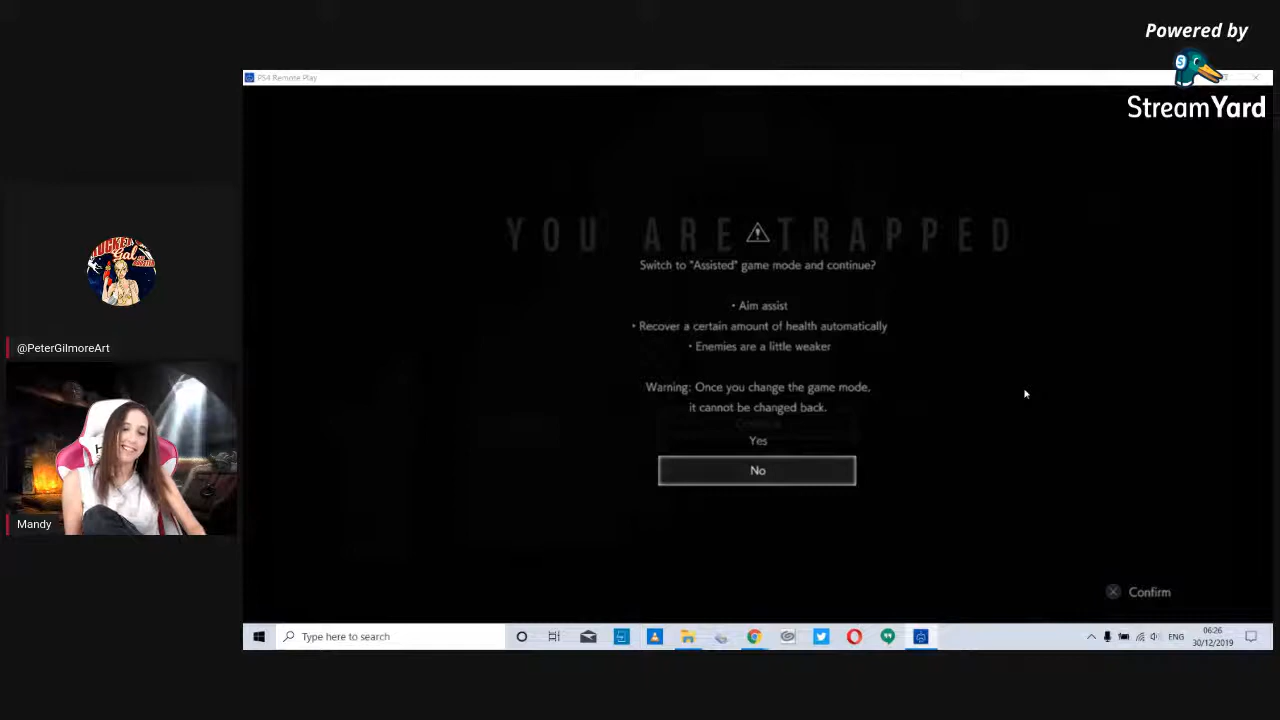 Powered by
StreamYard
PS4 Remote Play
YOU ARE TRAPPED
Switch to "Assisted" game mode and continue?
• Aim assist
• Recover a certain amount of health automatically
• Enemies are a little weaker
Warning: Once you change the game mode,
it cannot be changed back.
Continue
Yes
No
Confirm
Gal
@PeterGilmoreArt
Mandy
Type here to search
ENG
06:26
30/12/2019